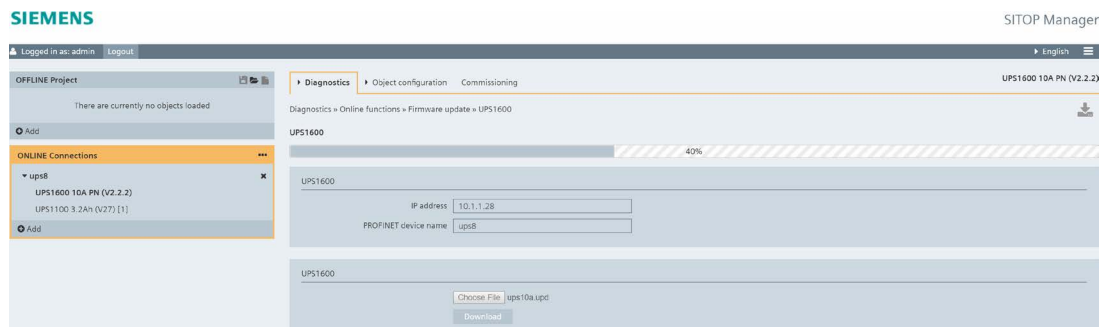 SIEMENS
SITOP Manager
Logged in as: admin Logout
English
OFFLINE Project
There are currently no objects loaded
Add
ONLINE Connections
ups8
UPS1600 10A PN (V2.2.2)
UPS1100 3.2Ah (V27) [1]
Add
Diagnostics Object configuration Commissioning
UPS1600 10A PN (V2.2.2)
Diagnostics » Online functions » Firmware update » UPS1600
UPS1600
40%
UPS1600
IP address 10.1.1.28
PROFINET device name ups8
UPS1600
Choose File ups10a.upd
Download